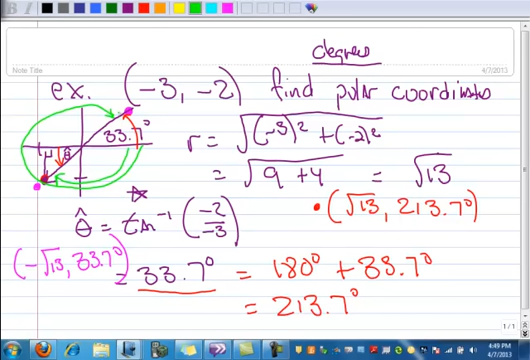 B I
degree
Note Title
4/7/2013
ex. (-3, -2) find polar coordinates
33.7°
r = √((-3)² + (-2)²
= √(9 + 4) = √13
θ̂ = tan⁻¹(-2/-3)
• (√13, 213.7°)
(-√13, 33.7°)
= 33.7° = 180° + 33.7°
= 213.7°
1/1
4:49 PM
4/7/2013